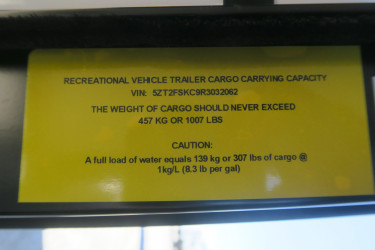 RECREATIONAL VEHICLE TRAILER CARGO CARRYING CAPACITY
VIN: 5ZT2FSKC9R3032062
THE WEIGHT OF CARGO SHOULD NEVER EXCEED
457 KG OR 1007 LBS
CAUTION:
A full load of water equals 139 kg or 307 lbs of cargo @
1kg/L (8.3 lb per gal)